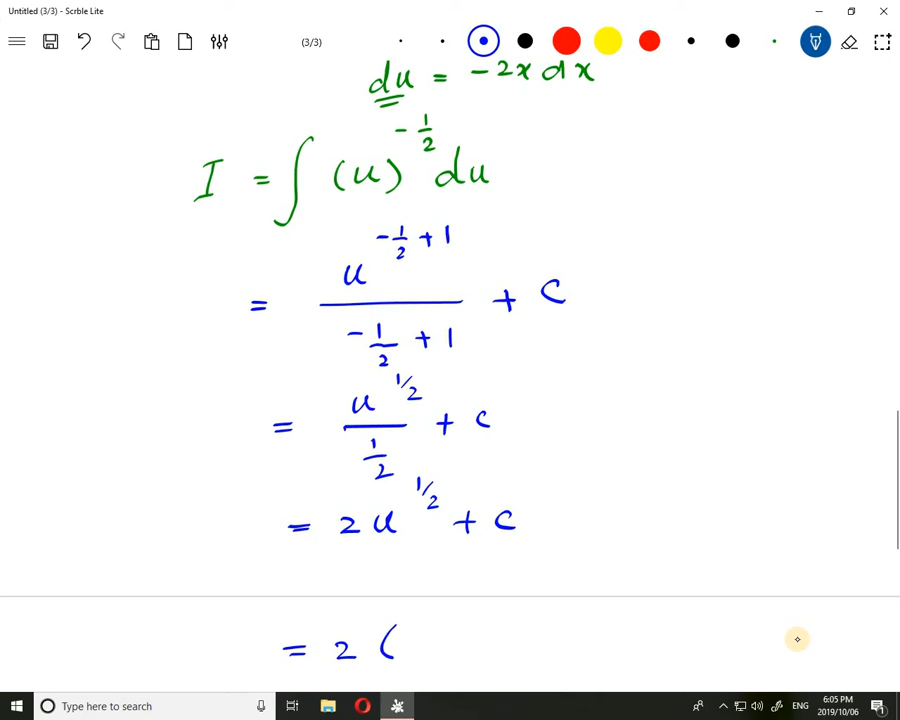 Untitled (3/3) - Scrble Lite
(3/3)
du = -2x dx
I = ∫ (u)^{-1/2} du
= u^{-1/2 + 1} / (-1/2 + 1) + C
= u^{1/2} / (1/2) + C
= 2u^{1/2} + C
= 2 (
Type here to search
ENG
6:05 PM
2019/10/06
1